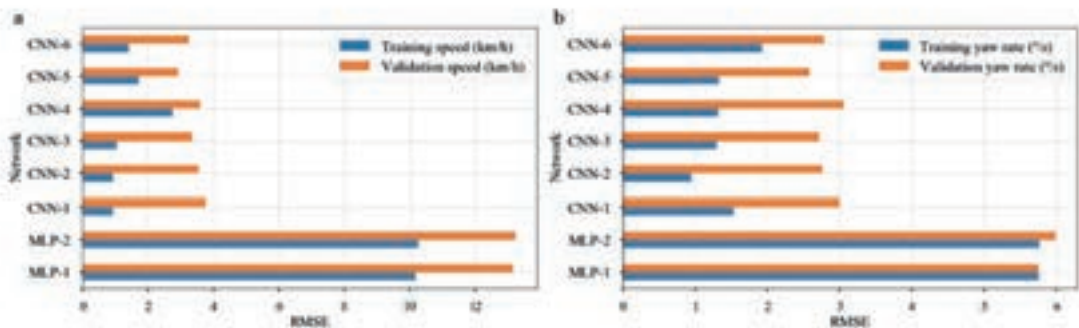 a
Network
CNN-6
CNN-5
CNN-4
CNN-3
CNN-2
CNN-1
MLP-2
MLP-1
Training speed (km/h)
Validation speed (km/h)
0 2 4 6 8 10 12
RMSE
b
Network
CNN-6
CNN-5
CNN-4
CNN-3
CNN-2
CNN-1
MLP-2
MLP-1
Training yaw rate (°/s)
Validation yaw rate (°/s)
0 1 2 3 4 5 6
RMSE